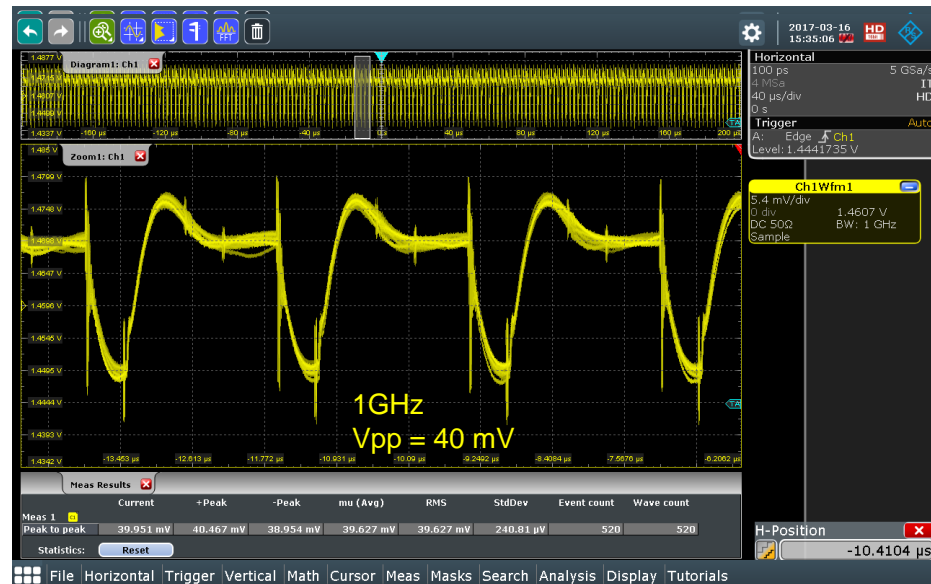 2017-03-16
15:35:06
HD
Horizontal
100 ps 5 GSa/s
4 MSa IT
40 µs/div HD
0 s
Trigger Auto
A: Edge Ch1
Level: 1.4441735 V
Ch1Wfm1
5.4 mV/div
0 div 1.4607 V
DC 50Ω BW: 1 GHz
Sample
Diagram1: Ch1
1.4877 V
1.4337 V
-160 µs -120 µs -80 µs -40 µs 0 s 40 µs 80 µs 120 µs 160 µs 200 µs
TA
Zoom1: Ch1
1.485 V
1.4799 V
1.4748 V
1.4698 V
1.4647 V
1.4596 V
1.4546 V
1.4495 V
1.4444 V
TA
1.4393 V
1.4342 V
1GHz
Vpp = 40 mV
-13.453 µs -12.613 µs -11.772 µs -10.931 µs -10.09 µs -9.2492 µs -8.4084 µs -7.5676 µs -6.2062 µs
Meas Results
Current +Peak -Peak mu (Avg) RMS StdDev Event count Wave count
Meas 1
Peak to peak 39.951 mV 40.467 mV 38.954 mV 39.627 mV 39.627 mV 240.81 µV 520 520
Statistics: Reset
H-Position
-10.4104 µs
File Horizontal Trigger Vertical Math Cursor Meas Masks Search Analysis Display Tutorials